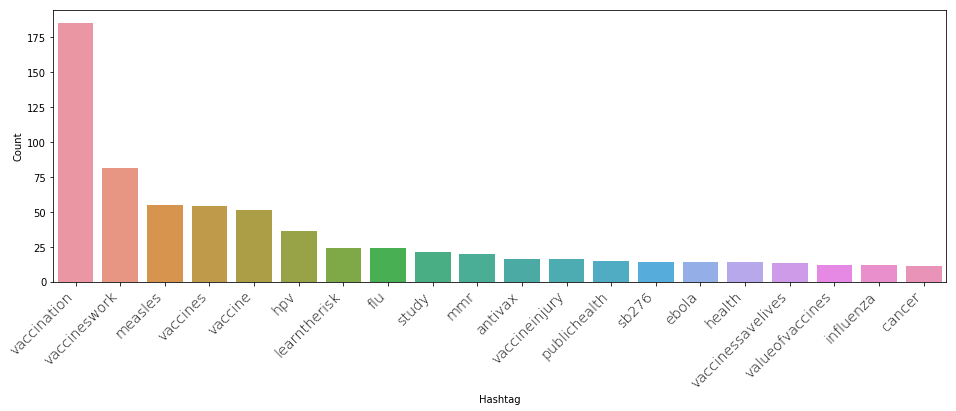 175
150
125
100
75
50
25
0
Count
vaccination
vaccineswork
measles
vaccines
vaccine
hpv
learntherisk
flu
study
mmr
antivax
vaccineinjury
publichealth
sb276
ebola
health
vaccinessavelives
valueofvaccines
influenza
cancer
Hashtag